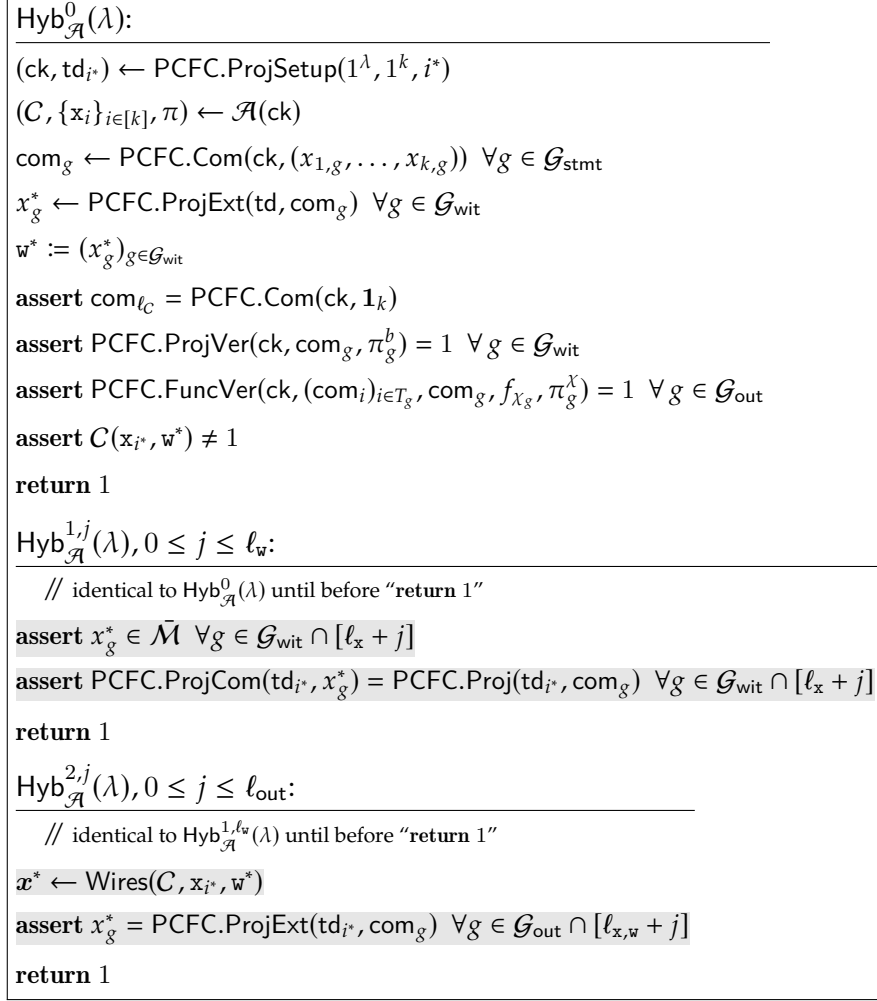 Hyb⁰_𝒜(λ):
(ck, td_{i*}) ← PCFC.ProjSetup(1^λ, 1^k, i*)
(𝒞, {𝚡_i}_{i∈[k]}, π) ← 𝒜(ck)
com_g ← PCFC.Com(ck, (x_{1,g}, . . . , x_{k,g})) ∀g ∈ 𝒢_stmt
x*_g ← PCFC.ProjExt(td, com_g) ∀g ∈ 𝒢_wit
𝚠* ≔ (x*_g)_{g∈𝒢_wit}
assert com_{ℓ_C} = PCFC.Com(ck, 𝟏_k)
assert PCFC.ProjVer(ck, com_g, π^b_g) = 1 ∀ g ∈ 𝒢_wit
assert PCFC.FuncVer(ck, (com_i)_{i∈T_g}, com_g, f_{χ_g}, π^χ_g) = 1 ∀ g ∈ 𝒢_out
assert 𝒞(𝚡_{i*}, 𝚠*) ≠ 1
return 1
Hyb^{1,j}_𝒜(λ), 0 ≤ j ≤ ℓ_𝚠:
// identical to Hyb⁰_𝒜(λ) until before “return 1”
assert x*_g ∈ ℳ̄ ∀g ∈ 𝒢_wit ∩ [ℓ_𝚡 + j]
assert PCFC.ProjCom(td_{i*}, x*_g) = PCFC.Proj(td_{i*}, com_g) ∀g ∈ 𝒢_wit ∩ [ℓ_𝚡 + j]
return 1
Hyb^{2,j}_𝒜(λ), 0 ≤ j ≤ ℓ_out:
// identical to Hyb^{1,ℓ_𝚠}_𝒜(λ) until before “return 1”
𝒙* ← Wires(𝒞, 𝚡_{i*}, 𝚠*)
assert x*_g = PCFC.ProjExt(td_{i*}, com_g) ∀g ∈ 𝒢_out ∩ [ℓ_{𝚡,𝚠} + j]
return 1